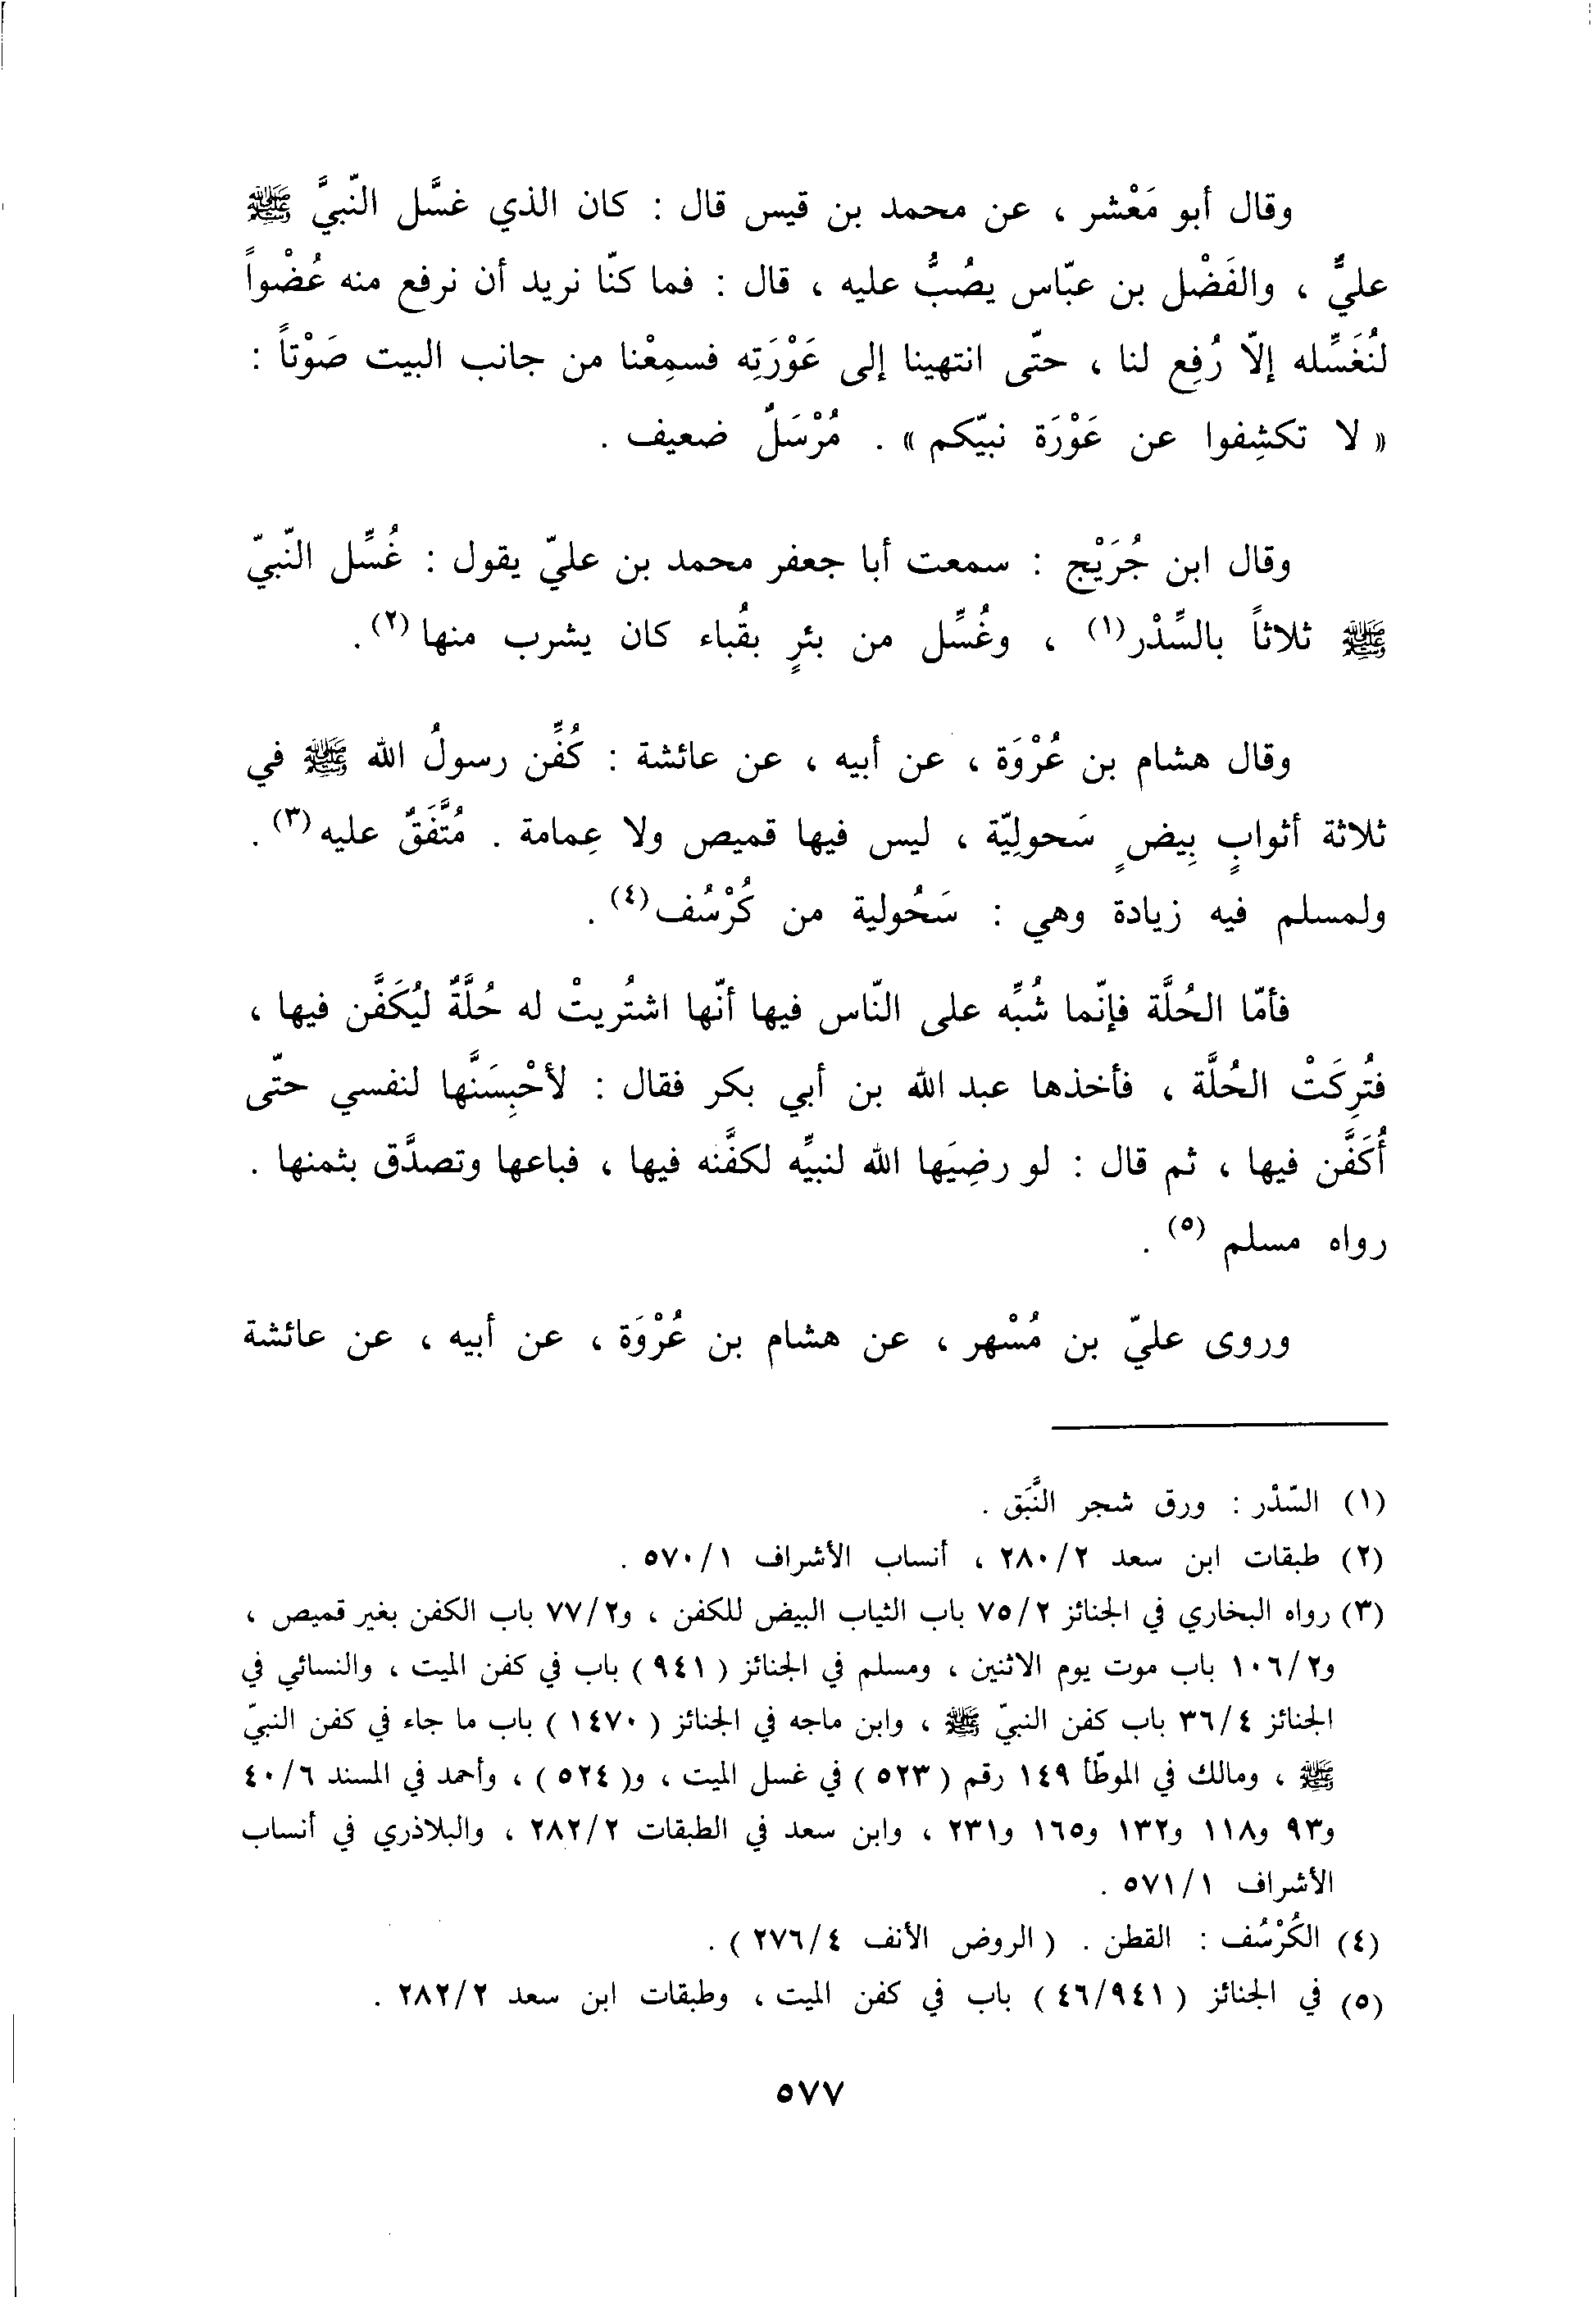 وقال أبو مَعْشر ، عن محمد بن قيس قال : كان الذي غسَّل النّبيَّ ﷺ
عليٌّ ، والفَضْل بن عبّاس يصُبُّ عليه ، قال : فما كنّا نريد أن نرفع منه عُضْواً
لنُغَسِّله إلّا رُفِع لنا ، حتّى انتهينا إلى عَوْرَتِه فسمِعْنا من جانب البيت صَوْتاً :
« لا تكشِفوا عن عَوْرَة نبيّكم » . مُرْسَلٌ ضعيف .
وقال ابن جُرَيْج : سمعت أبا جعفر محمد بن عليّ يقول : غُسِّل النّبيّ
ﷺ ثلاثاً بالسِّدْر(١) ، وغُسِّل من بئرٍ بقُباء كان يشرب منها(٢) .
وقال هشام بن عُرْوَة ، عن أبيه ، عن عائشة : كُفِّن رسولُ الله ﷺ في
ثلاثة أثوابٍ بِيضٍ سَحولِيّة ، ليس فيها قميص ولا عِمامة . مُتَّفَقٌ عليه(٣) .
ولمسلم فيه زيادة وهي : سَحُولية من كُرْسُف(٤) .
فأمّا الحُلَّة فإنّما شُبِّه على النّاس فيها أنّها اشتُريتْ له حُلَّةٌ ليُكَفَّن فيها ،
فتُرِكَتْ الحُلَّة ، فأخذها عبد الله بن أبي بكر فقال : لأحْبِسَنَّها لنفسي حتّى
أُكَفَّن فيها ، ثم قال : لو رضِيَها الله لنبيِّه لكفَّنه فيها ، فباعها وتصدَّق بثمنها .
رواه مسلم (٥) .
وروى عليّ بن مُسْهر ، عن هشام بن عُرْوَة ، عن أبيه ، عن عائشة
(١) السّدْر : ورق شجر النَّبَق .
(٢) طبقات ابن سعد ٢/ ٢٨٠ ، أنساب الأشراف ١/ ٥٧٠ .
(٣) رواه البخاري في الجنائز ٢/ ٧٥ باب الثياب البيض للكفن ، و٢/ ٧٧ باب الكفن بغير قميص ،
و٢/ ١٠٦ باب موت يوم الاثنين ، ومسلم في الجنائز ( ٩٤١ ) باب في كفن الميت ، والنسائي في
الجنائز ٤/ ٣٦ باب كفن النبيّ ﷺ ، وابن ماجه في الجنائز ( ١٤٧٠ ) باب ما جاء في كفن النبيّ
ﷺ ، ومالك في الموطّأ ١٤٩ رقم ( ٥٢٣ ) في غسل الميت ، و( ٥٢٤ ) ، وأحمد في المسند ٦/ ٤٠
و٩٣ و١١٨ و١٣٢ و١٦٥ و٢٣١ ، وابن سعد في الطبقات ٢/ ٢٨٢ ، والبلاذري في أنساب
الأشراف ١/ ٥٧١ .
(٤) الكُرْسُف : القطن . ( الروض الأنف ٤/ ٢٧٦ ) .
(٥) في الجنائز ( ٩٤١/ ٤٦ ) باب في كفن الميت ، وطبقات ابن سعد ٢/ ٢٨٢ .
٥٧٧